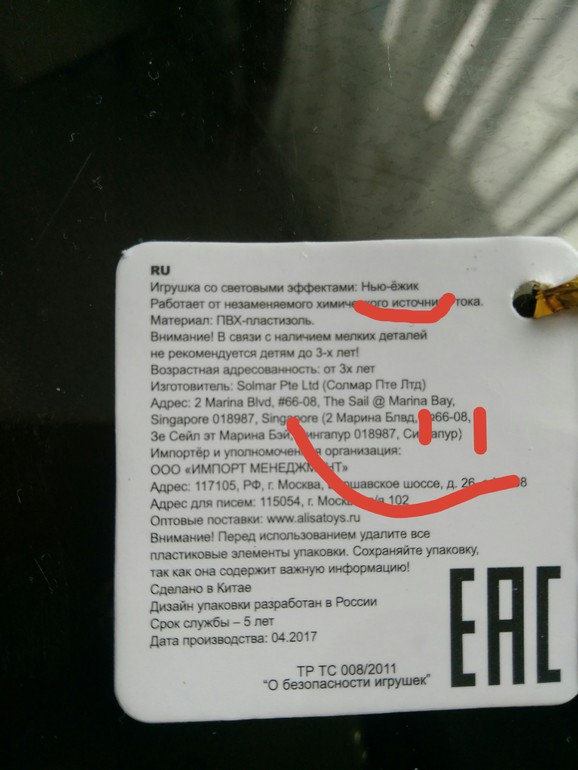 RU
Игрушка со световыми эффектами: Нью-ёжик
Работает от незаменяемого химического источника тока.
Материал: ПВХ-пластизоль.
Внимание! В связи с наличием мелких деталей
не рекомендуется детям до 3-х лет!
Возрастная адресованность: от 3х лет
Изготовитель: Solmar Pte Ltd (Солмар Пте Лтд)
Адрес: 2 Marina Blvd, #66-08, The Sail @ Marina Bay,
Singapore 018987, Singapore (2 Марина Блвд, #66-08,
Зе Сейл эт Марина Бэй, Сингапур 018987, Сингапур)
Импортёр и уполномоченная организация:
ООО «ИМПОРТ МЕНЕДЖМЕНТ»
Адрес: 117105, РФ, г. Москва, Варшавское шоссе, д. 26,
Адрес для писем: 115054, г. Москва, а/я 102
Оптовые поставки: www.alisatoys.ru
Внимание! Перед использованием удалите все
пластиковые элементы упаковки. Сохраняйте упаковку,
так как она содержит важную информацию!
Сделано в Китае
Дизайн упаковки разработан в России
Срок службы – 5 лет
Дата производства: 04.2017
EAC
ТР ТС 008/2011
“О безопасности игрушек”